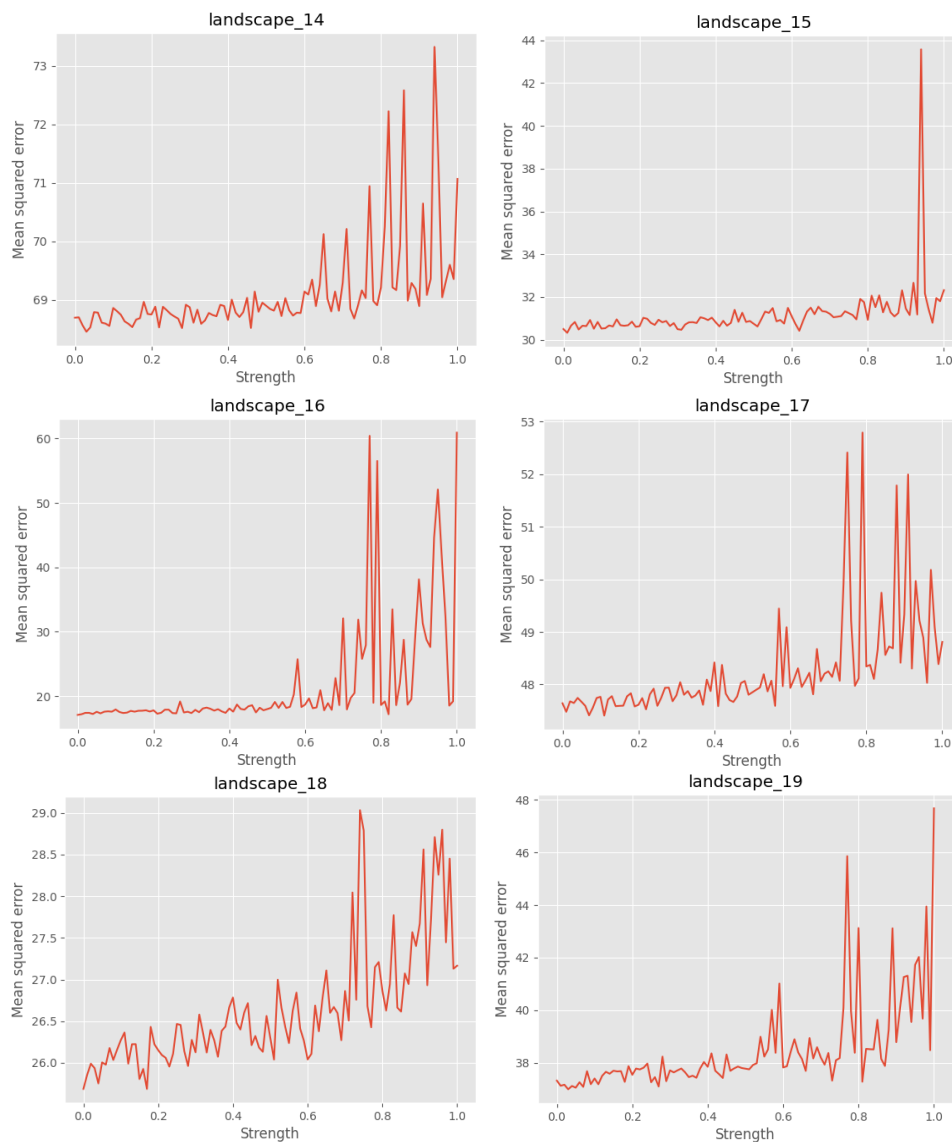 landscape_14
Mean squared error
73
72
71
70
69
0.0 0.2 0.4 0.6 0.8 1.0
Strength
landscape_15
Mean squared error
44
42
40
38
36
34
32
30
0.0 0.2 0.4 0.6 0.8 1.0
Strength
landscape_16
Mean squared error
60
50
40
30
20
0.0 0.2 0.4 0.6 0.8 1.0
Strength
landscape_17
Mean squared error
53
52
51
50
49
48
0.0 0.2 0.4 0.6 0.8 1.0
Strength
landscape_18
Mean squared error
29.0
28.5
28.0
27.5
27.0
26.5
26.0
0.0 0.2 0.4 0.6 0.8 1.0
Strength
landscape_19
Mean squared error
48
46
44
42
40
38
0.0 0.2 0.4 0.6 0.8 1.0
Strength